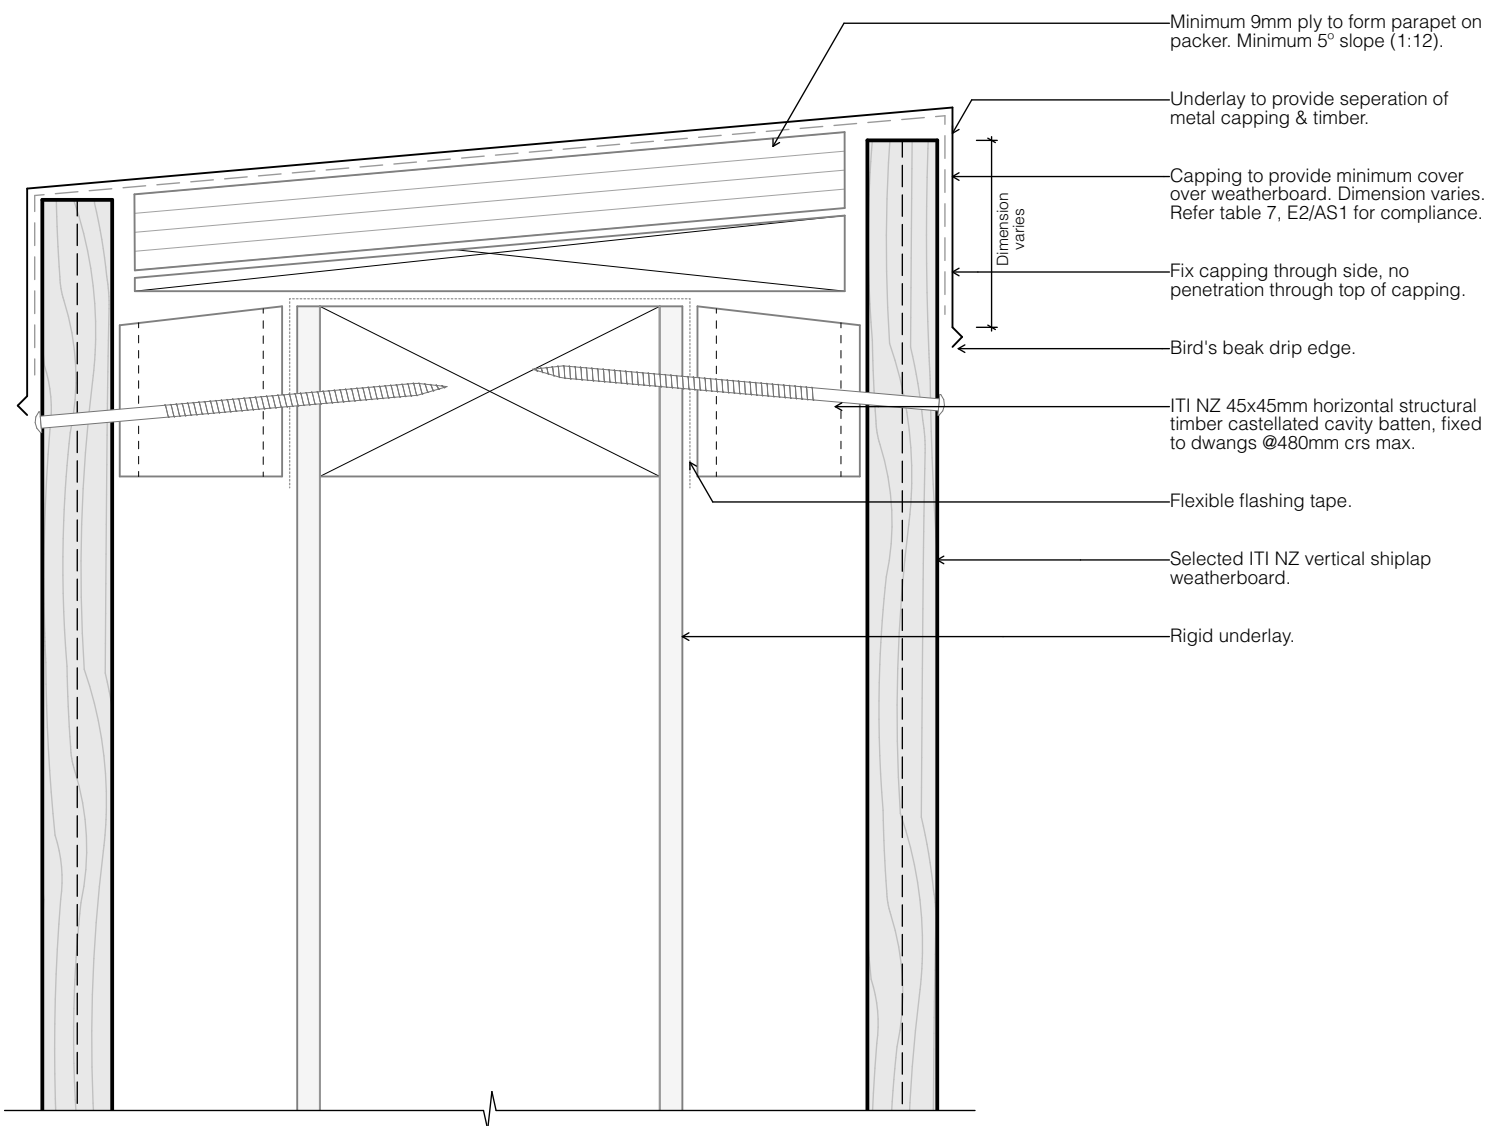 Minimum 9mm ply to form parapet on
packer. Minimum 5° slope (1:12).
Underlay to provide seperation of
metal capping & timber.
Capping to provide minimum cover
over weatherboard. Dimension varies.
Refer table 7, E2/AS1 for compliance.
Dimension
varies
Fix capping through side, no
penetration through top of capping.
Bird's beak drip edge.
ITI NZ 45x45mm horizontal structural
timber castellated cavity batten, fixed
to dwangs @480mm crs max.
Flexible flashing tape.
Selected ITI NZ vertical shiplap
weatherboard.
Rigid underlay.